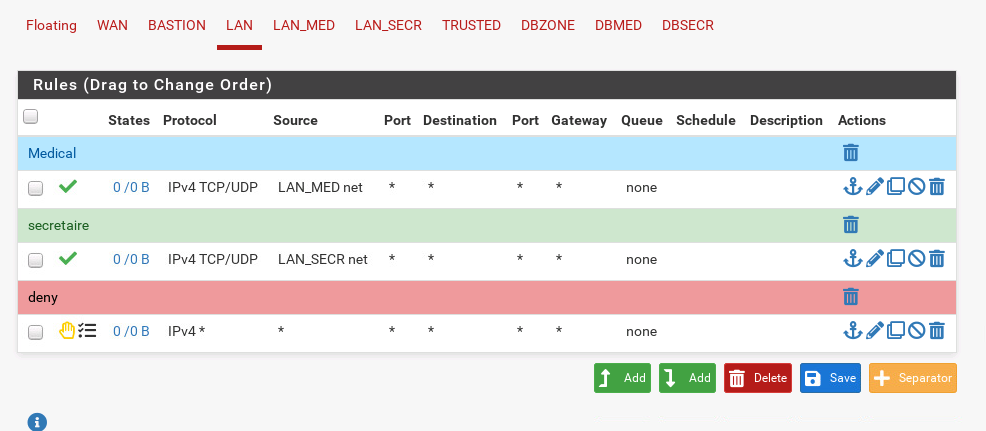 Floating WAN BASTION LAN LAN_MED LAN_SECR TRUSTED DBZONE DBMED DBSECR
Rules (Drag to Change Order)
States Protocol Source Port Destination Port Gateway Queue Schedule Description Actions
Medical
0 /0 B IPv4 TCP/UDP LAN_MED net * * * * none
secretaire
0 /0 B IPv4 TCP/UDP LAN_SECR net * * * * none
deny
0 /0 B IPv4 * * * * * * none
Add Add Delete Save Separator